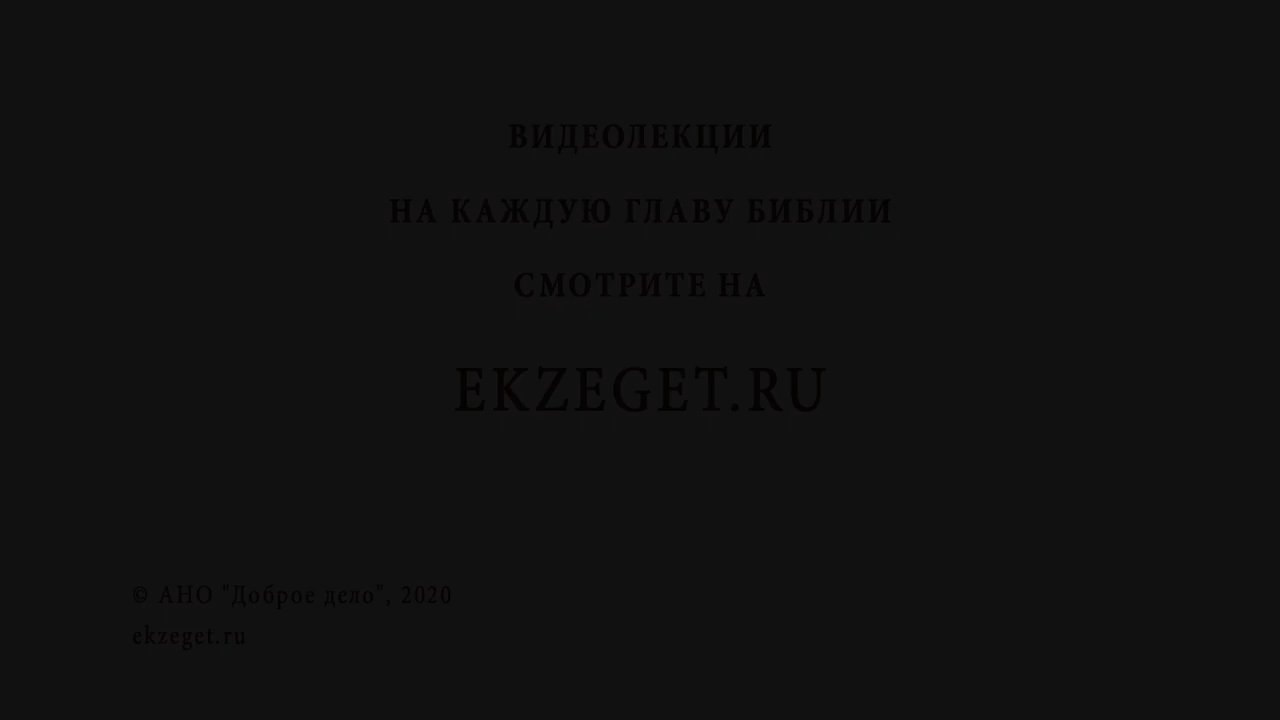 ВИДЕОЛЕКЦИИ
НА КАЖДУЮ ГЛАВУ БИБЛИИ
СМОТРИТЕ НА
EKZEGET.RU
© АНО "Доброе дело", 2020
ekzeget.ru